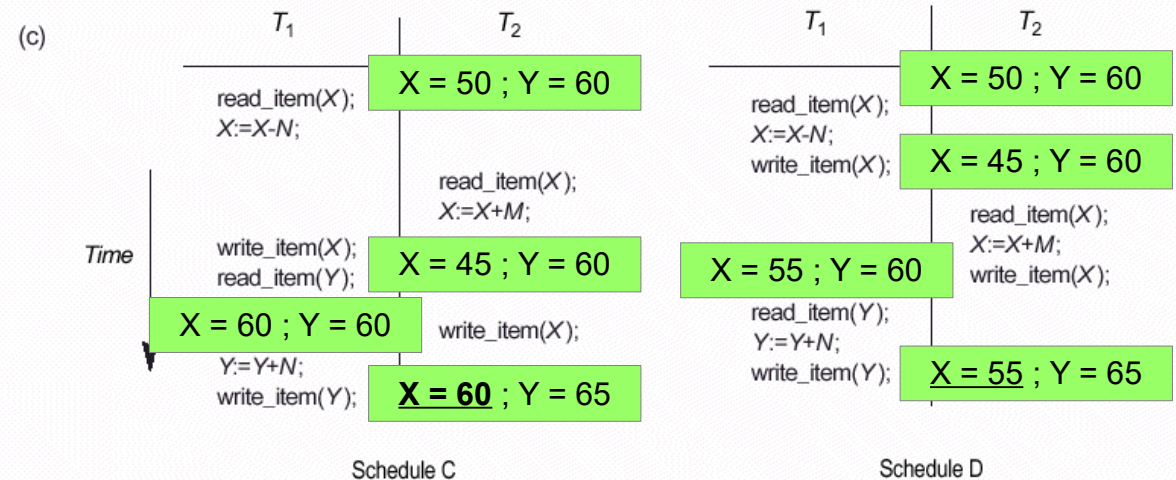 (c)
T1 T2
X = 50 ; Y = 60
read_item(X);
X:=X-N;
read_item(X);
X:=X+M;
Time
write_item(X);
read_item(Y);
X = 45 ; Y = 60
X = 60 ; Y = 60
write_item(X);
Y:=Y+N;
write_item(Y);
X = 60 ; Y = 65
Schedule C
T1 T2
X = 50 ; Y = 60
read_item(X);
X:=X-N;
write_item(X);
X = 45 ; Y = 60
read_item(X);
X:=X+M;
write_item(X);
X = 55 ; Y = 60
read_item(Y);
Y:=Y+N;
write_item(Y);
X = 55 ; Y = 65
Schedule D